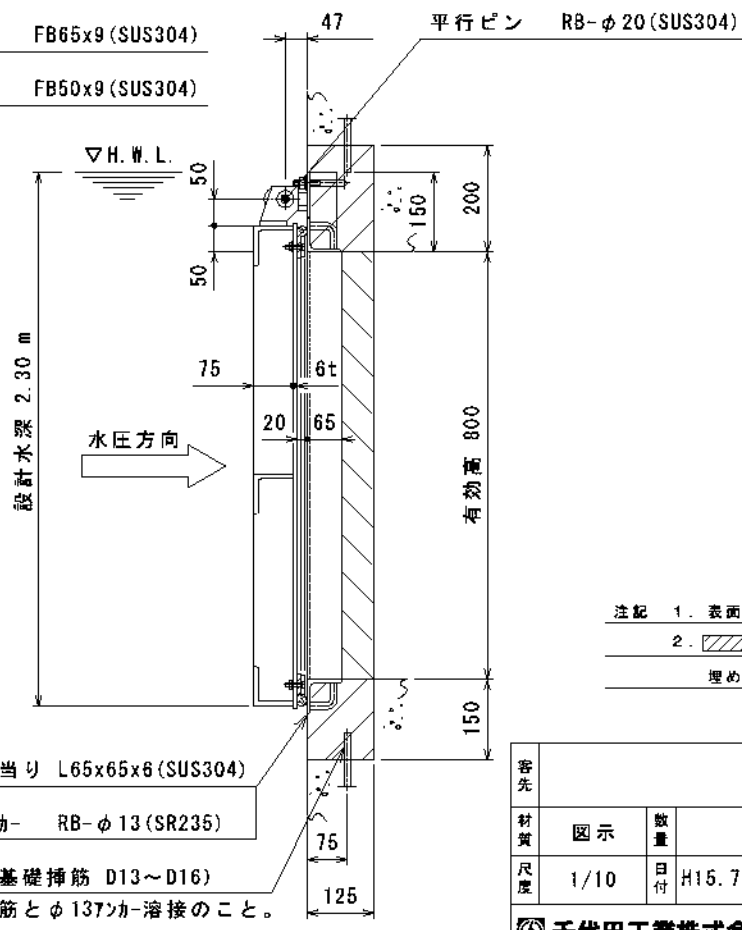 FB65x9(SUS304)
47
平行ピン RB-φ20(SUS304)
FB50x9(SUS304)
▽H.W.L.
50
150
200
50
設計水深 2.30 m
75
6t
20
65
水圧方向
有効高 800
注記 1. 表面
2.
埋め
150
当り L65x65x6(SUS304)
RB-φ13(SR235)
75
基礎挿筋 D13~D16)
筋とφ13アンカー溶接のこと。
125
客先
材質 図示 数量
尺度 1/10 日付 H15.7
千代田工業株式会